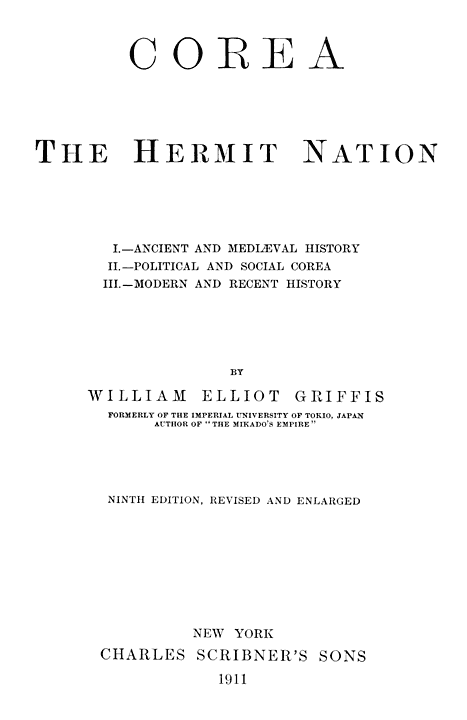 COREA
THE HERMIT NATION
I.—ANCIENT AND MEDIÆVAL HISTORY
II.—POLITICAL AND SOCIAL COREA
III.—MODERN AND RECENT HISTORY
BY
WILLIAM ELLIOT GRIFFIS
FORMERLY OF THE IMPERIAL UNIVERSITY OF TOKIO, JAPAN
AUTHOR OF "THE MIKADO'S EMPIRE"
NINTH EDITION, REVISED AND ENLARGED
NEW YORK
CHARLES SCRIBNER'S SONS
1911